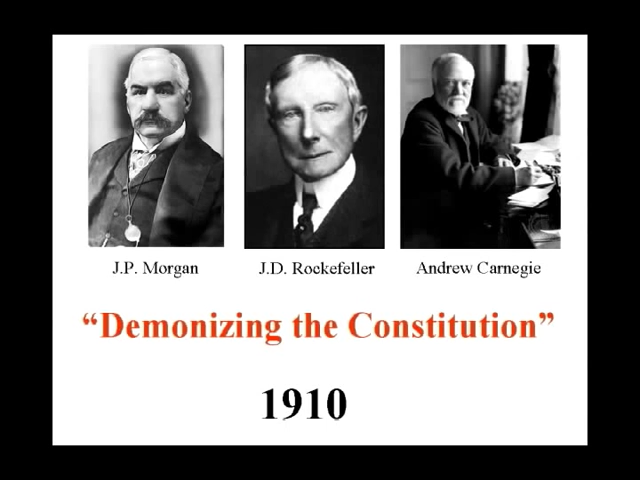 J.P. Morgan J.D. Rockefeller Andrew Carnegie
“Demonizing the Constitution”
1910